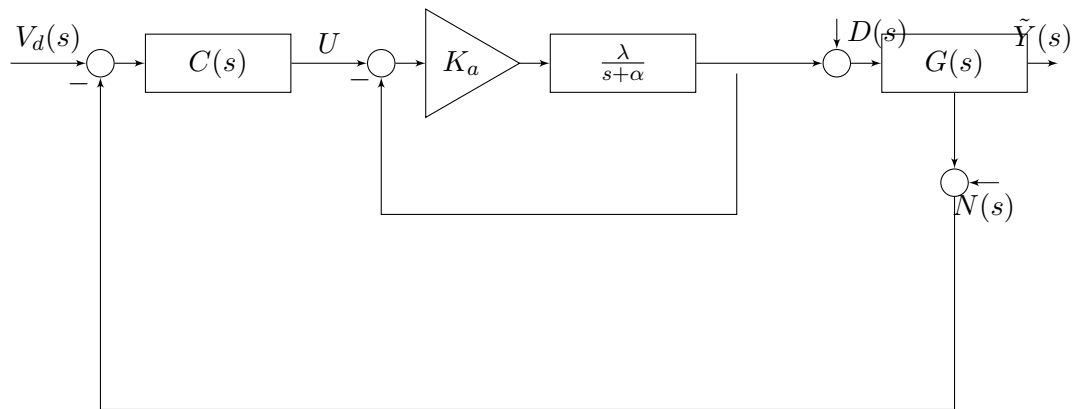 V_d(s)
−
C(s)
U
−
K_a
λ
s+α
D(s)
G(s)
Ỹ(s)
N(s)